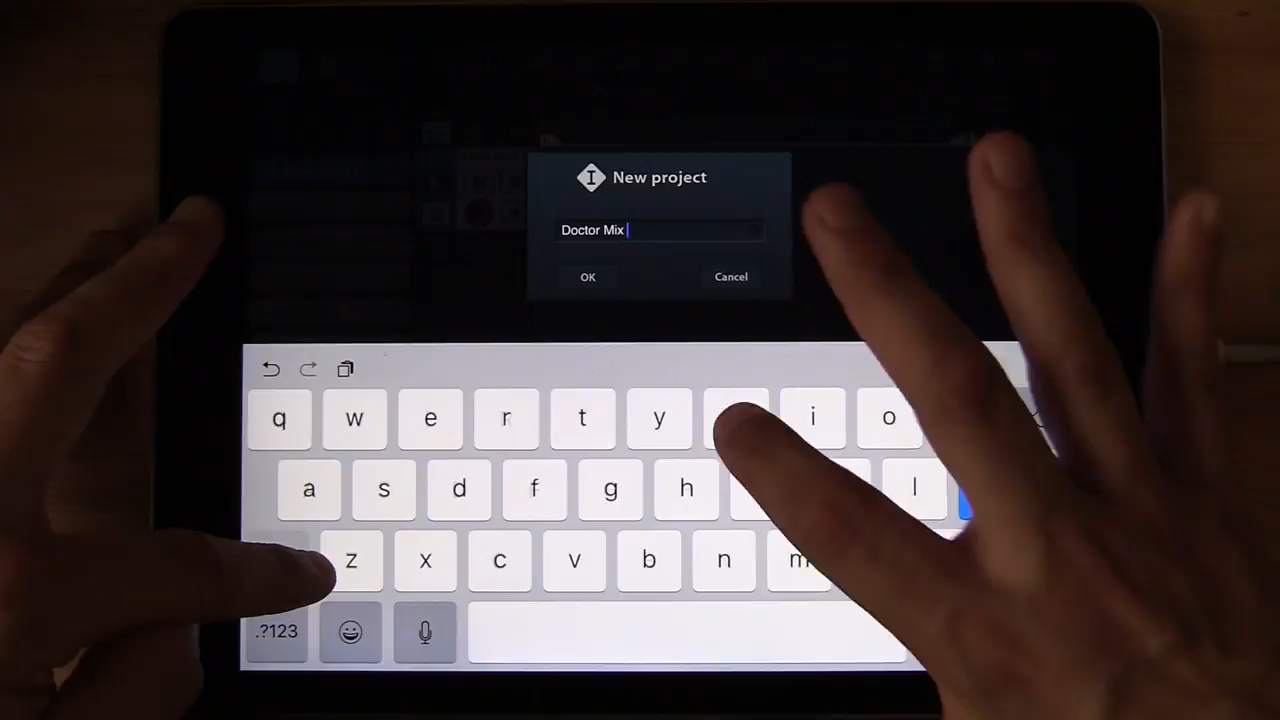 New project
Doctor Mix
OK Cancel
q w e r t y i o
a s d f g h l
z x c v b n m
.?123